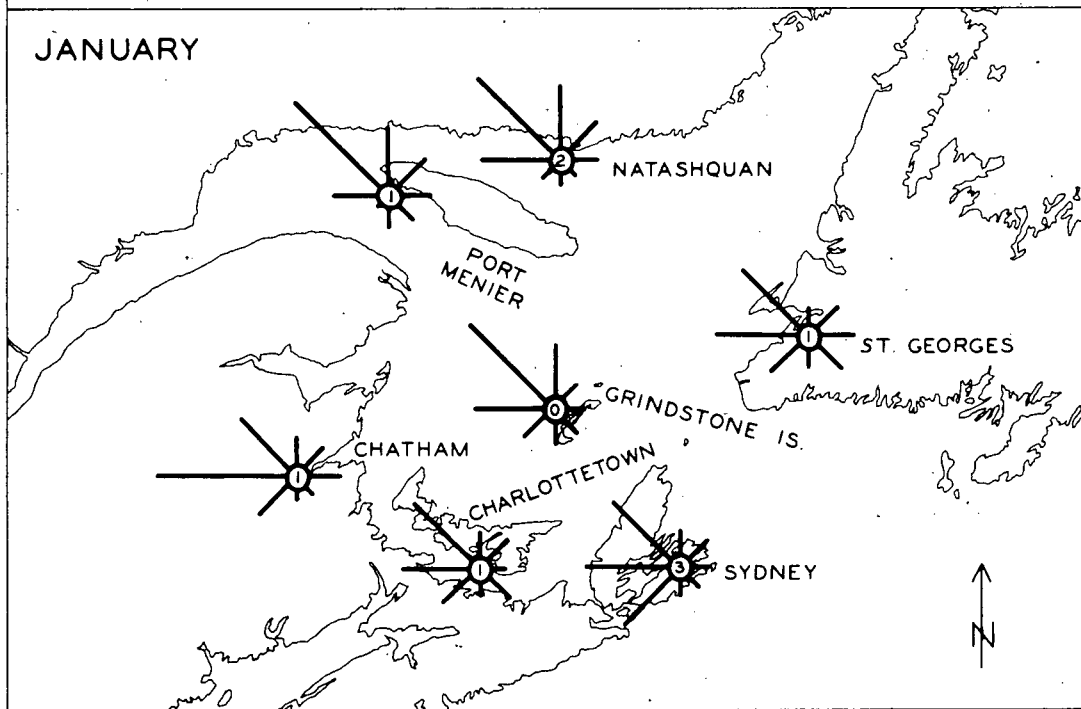 JANUARY
2
NATASHQUAN
1
PORT
MENIER
1
ST. GEORGES
0
GRINDSTONE IS.
1
CHATHAM
CHARLOTTETOWN
1
3
SYDNEY
N